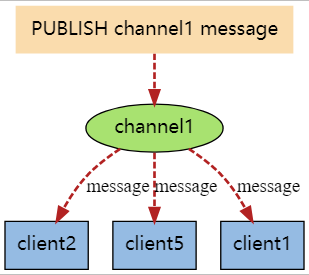 PUBLISH channel1 message
channel1
message message message
client2 client5 client1